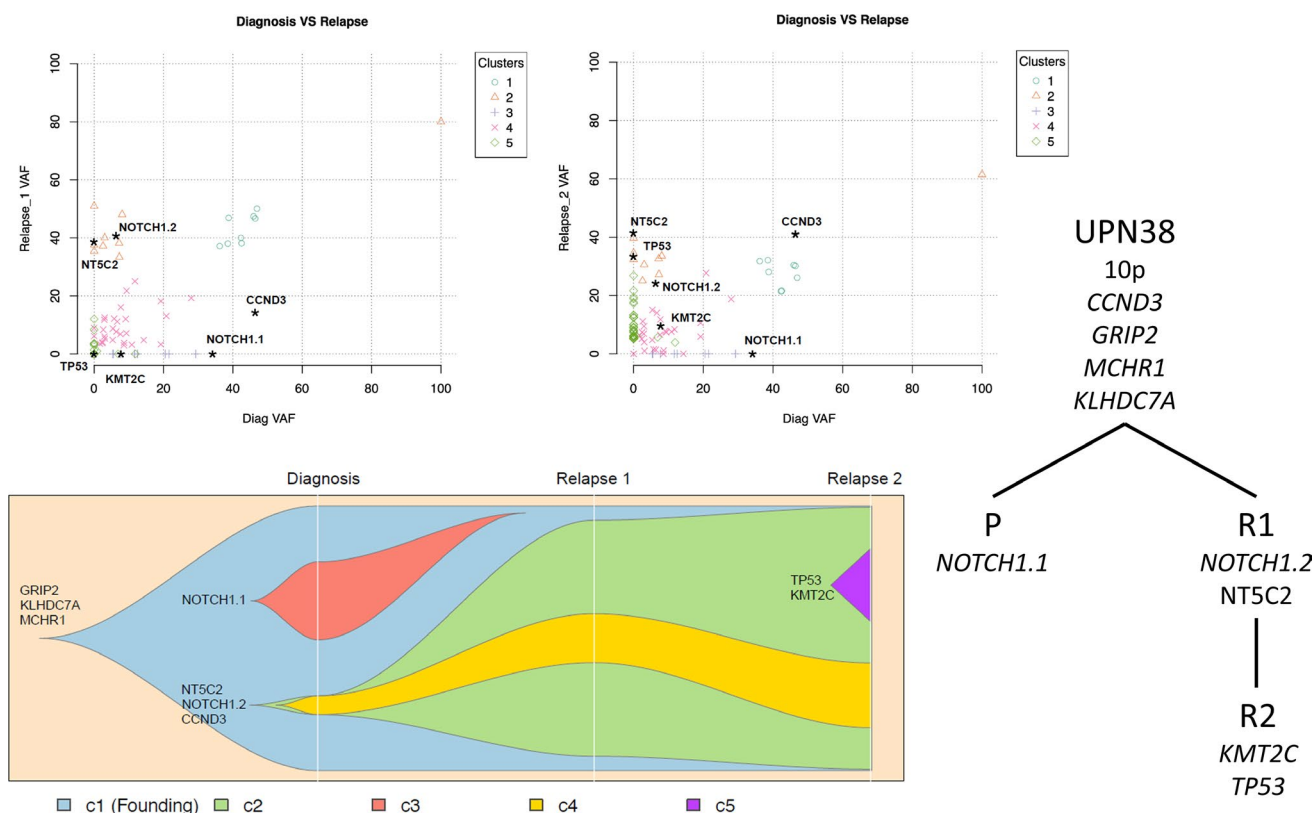 Diagnosis VS Relapse
Clusters
1
2
3
4
5
Relapse_1 VAF
100
80
60
40
20
0
NOTCH1.2
NT5C2
CCND3
NOTCH1.1
TP53
KMT2C
0
20
40
60
80
100
Diag VAF
Diagnosis VS Relapse
Clusters
1
2
3
4
5
Relapse_2 VAF
100
80
60
40
20
0
NT5C2
CCND3
TP53
NOTCH1.2
KMT2C
NOTCH1.1
0
20
40
60
80
100
Diag VAF
UPN38
10p
CCND3
GRIP2
MCHR1
KLHDC7A
P
NOTCH1.1
R1
NOTCH1.2
NT5C2
R2
KMT2C
TP53
Diagnosis
Relapse 1
Relapse 2
GRIP2
KLHDC7A
MCHR1
NOTCH1.1
NT5C2
NOTCH1.2
CCND3
TP53
KMT2C
c1 (Founding)
c2
c3
c4
c5